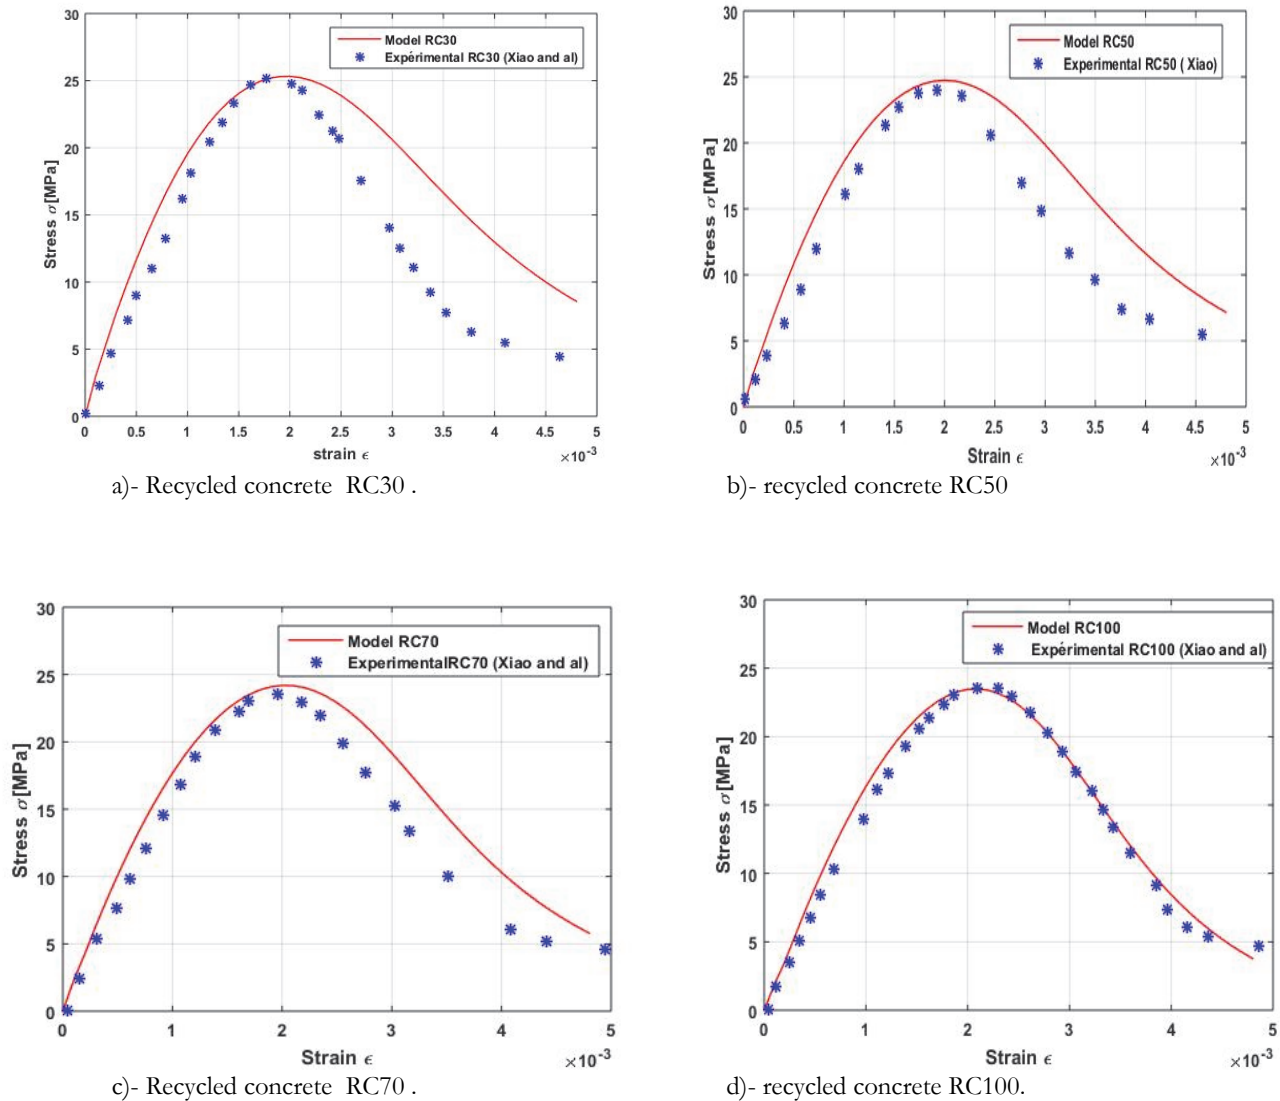 30
25
20
15
10
5
0
Stress σ[MPa]
Model RC30
Expérimental RC30 (Xiao and al)
0 0.5 1 1.5 2 2.5 3 3.5 4 4.5 5
strain ϵ
×10⁻³
a)- Recycled concrete RC30 .
30
25
20
15
10
5
0
Stress σ[MPa]
Model RC50
Experimental RC50 ( Xiao)
0 0.5 1 1.5 2 2.5 3 3.5 4 4.5 5
Strain ϵ
×10⁻³
b)- recycled concrete RC50
30
25
20
15
10
5
0
Stress σ[MPa]
Model RC70
ExperimentalRC70 (Xiao and al)
0 1 2 3 4 5
Strain ϵ
×10⁻³
c)- Recycled concrete RC70 .
30
25
20
15
10
5
0
Stress σ[MPa]
Model RC100
Expérimental RC100 (Xiao and al)
0 1 2 3 4 5
Strain ϵ
×10⁻³
d)- recycled concrete RC100.